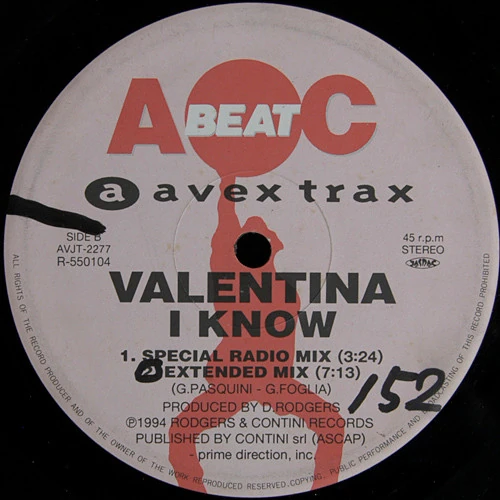 A BEAT C
a avex trax
SIDE B
AVJT-2277
R-550104
45 r.p.m
STEREO
JASRAC
VALENTINA
I KNOW
1. SPECIAL RADIO MIX (3:24)
2. EXTENDED MIX (7:13)
(G.PASQUINI - G.FOGLIA)
152
PRODUCED BY D.RODGERS
℗1994 RODGERS & CONTINI RECORDS
PUBLISHED BY CONTINI srl (ASCAP)
- prime direction, inc.
ALL RIGHTS OF THE RECORD PRODUCER AND OF THE OWNER OF THE WORK REPRODUCED RESERVED. COPYING, PUBLIC PERFORMANCE AND BROADCASTING OF THIS RECORD PROHIBITED